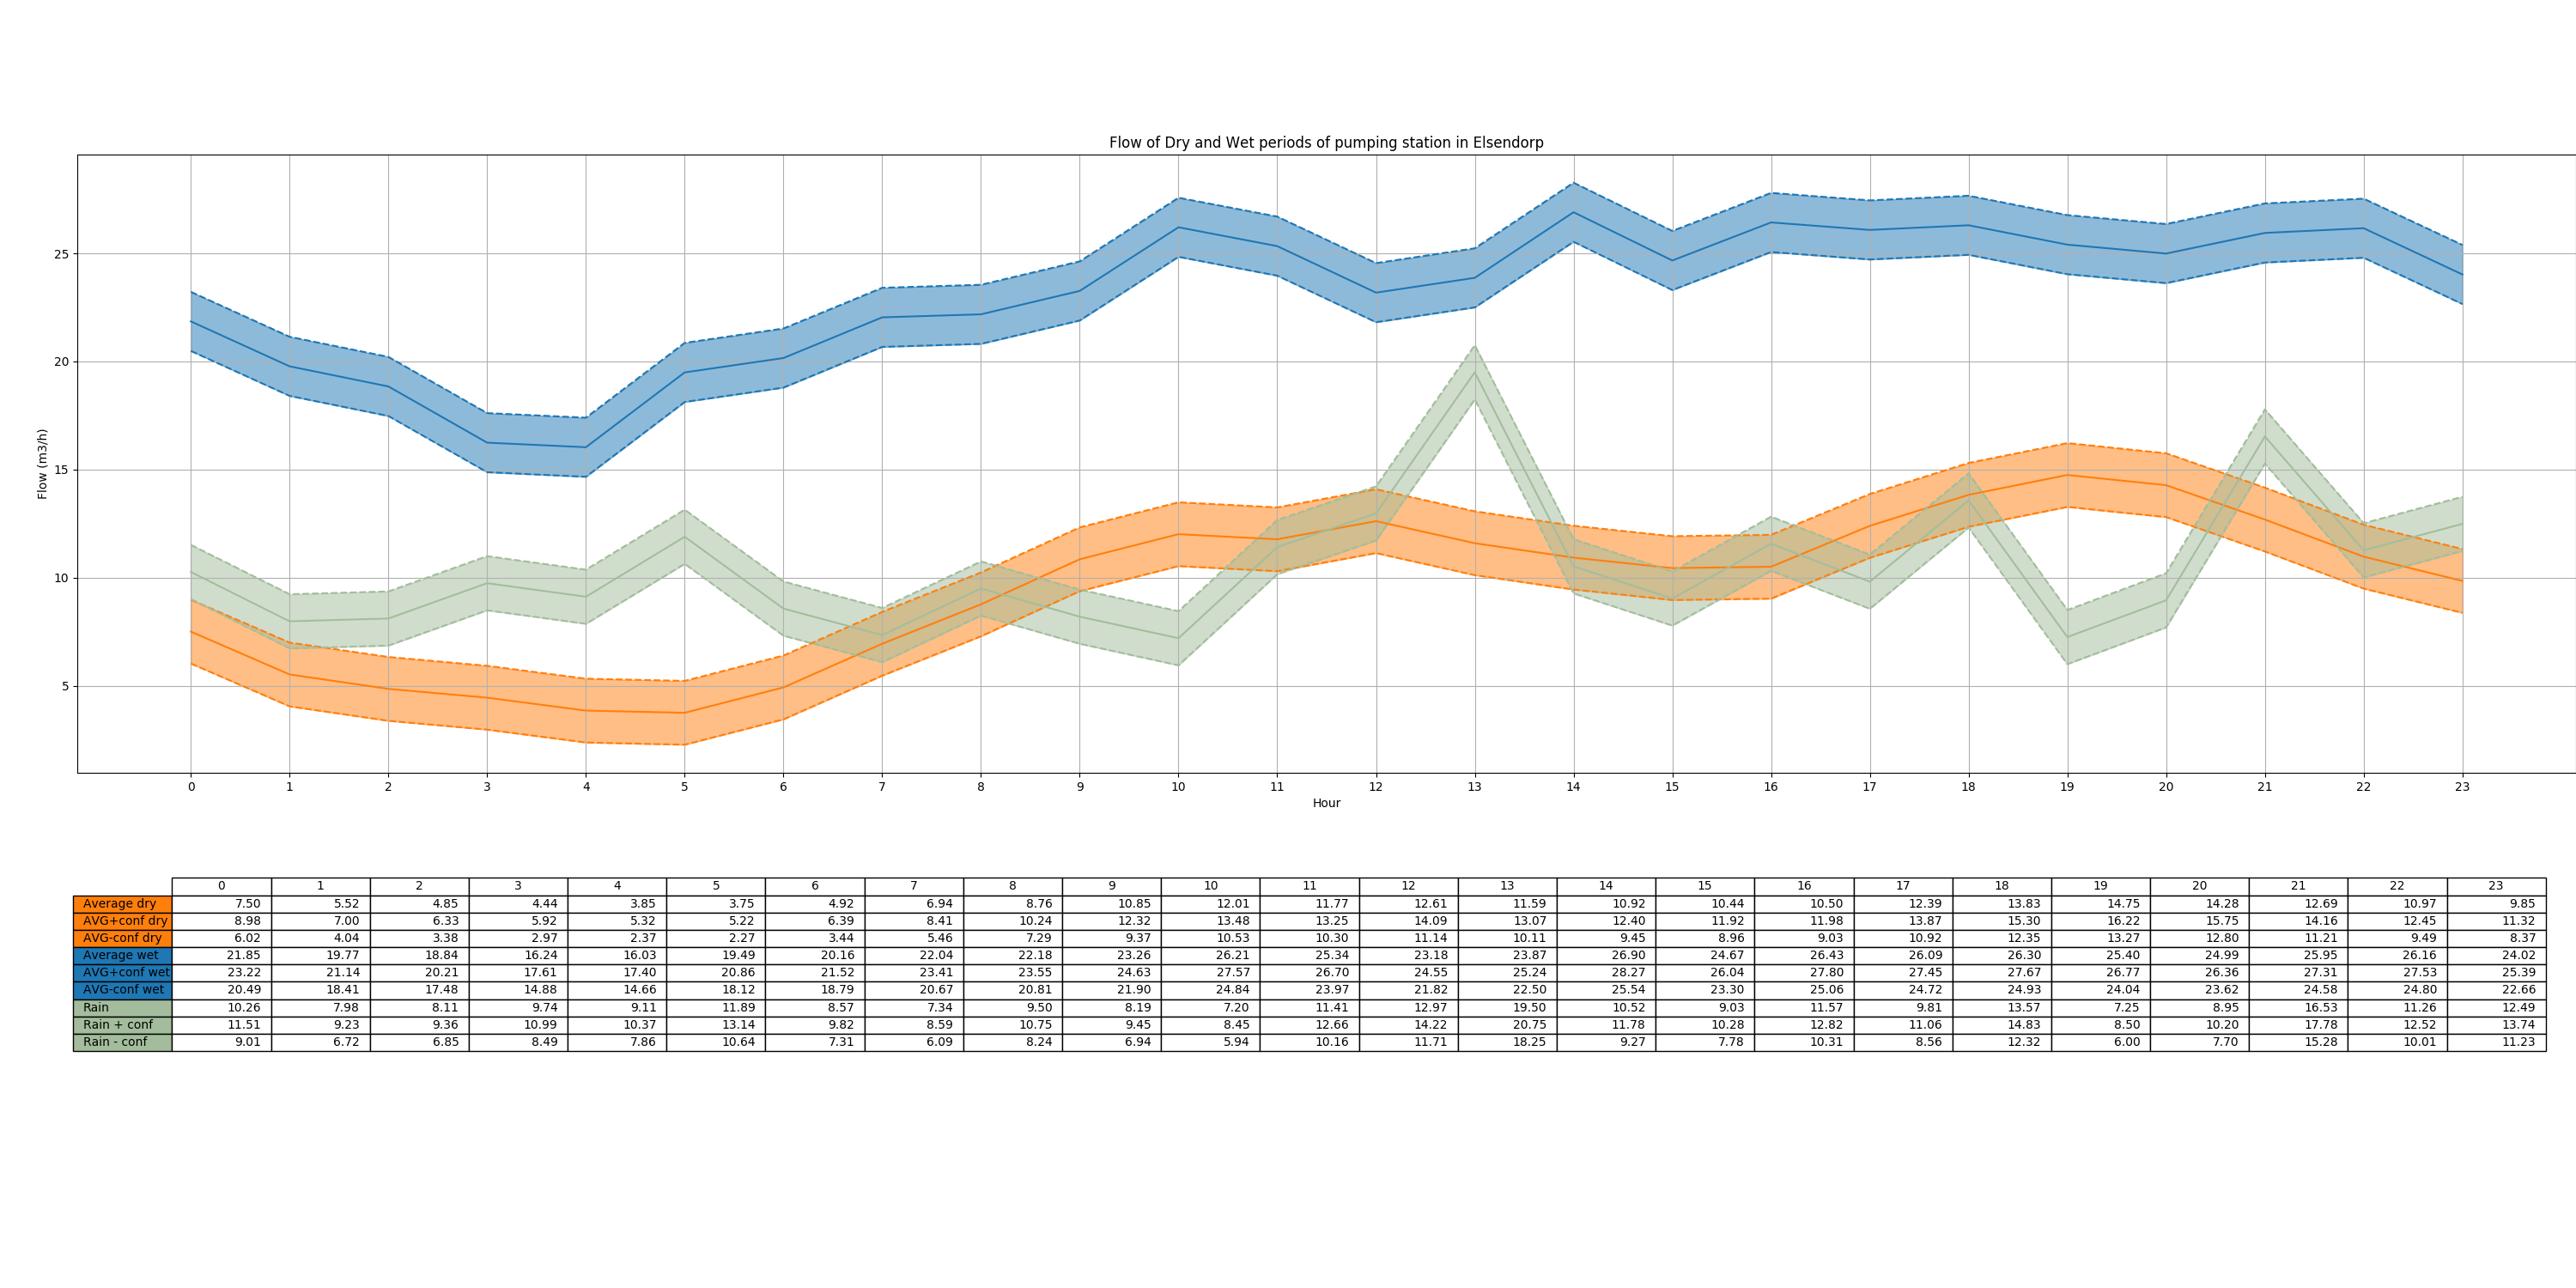 Flow of Dry and Wet periods of pumping station in Elsendorp
25
20
15
10
5
Flow (m3/h)
0 1 2 3 4 5 6 7 8 9 10 11 12 13 14 15 16 17 18 19 20 21 22 23
Hour
0 1 2 3 4 5 6 7 8 9 10 11 12 13 14 15 16 17 18 19 20 21 22 23
Average dry 7.50 5.52 4.85 4.44 3.85 3.75 4.92 6.94 8.76 10.85 12.01 11.77 12.61 11.59 10.92 10.44 10.50 12.39 13.83 14.75 14.28 12.69 10.97 9.85
AVG+conf dry 8.98 7.00 6.33 5.92 5.32 5.22 6.39 8.41 10.24 12.32 13.48 13.25 14.09 13.07 12.40 11.92 11.98 13.87 15.30 16.22 15.75 14.16 12.45 11.32
AVG-conf dry 6.02 4.04 3.38 2.97 2.37 2.27 3.44 5.46 7.29 9.37 10.53 10.30 11.14 10.11 9.45 8.96 9.03 10.92 12.35 13.27 12.80 11.21 9.49 8.37
Average wet 21.85 19.77 18.84 16.24 16.03 19.49 20.16 22.04 22.18 23.26 26.21 25.34 23.18 23.87 26.90 24.67 26.43 26.09 26.30 25.40 24.99 25.95 26.16 24.02
AVG+conf wet 23.22 21.14 20.21 17.61 17.40 20.86 21.52 23.41 23.55 24.63 27.57 26.70 24.55 25.24 28.27 26.04 27.80 27.45 27.67 26.77 26.36 27.31 27.53 25.39
AVG-conf wet 20.49 18.41 17.48 14.88 14.66 18.12 18.79 20.67 20.81 21.90 24.84 23.97 21.82 22.50 25.54 23.30 25.06 24.72 24.93 24.04 23.62 24.58 24.80 22.66
Rain 10.26 7.98 8.11 9.74 9.11 11.89 8.57 7.34 9.50 8.19 7.20 11.41 12.97 19.50 10.52 9.03 11.57 9.81 13.57 7.25 8.95 16.53 11.26 12.49
Rain + conf 11.51 9.23 9.36 10.99 10.37 13.14 9.82 8.59 10.75 9.45 8.45 12.66 14.22 20.75 11.78 10.28 12.82 11.06 14.83 8.50 10.20 17.78 12.52 13.74
Rain - conf 9.01 6.72 6.85 8.49 7.86 10.64 7.31 6.09 8.24 6.94 5.94 10.16 11.71 18.25 9.27 7.78 10.31 8.56 12.32 6.00 7.70 15.28 10.01 11.23